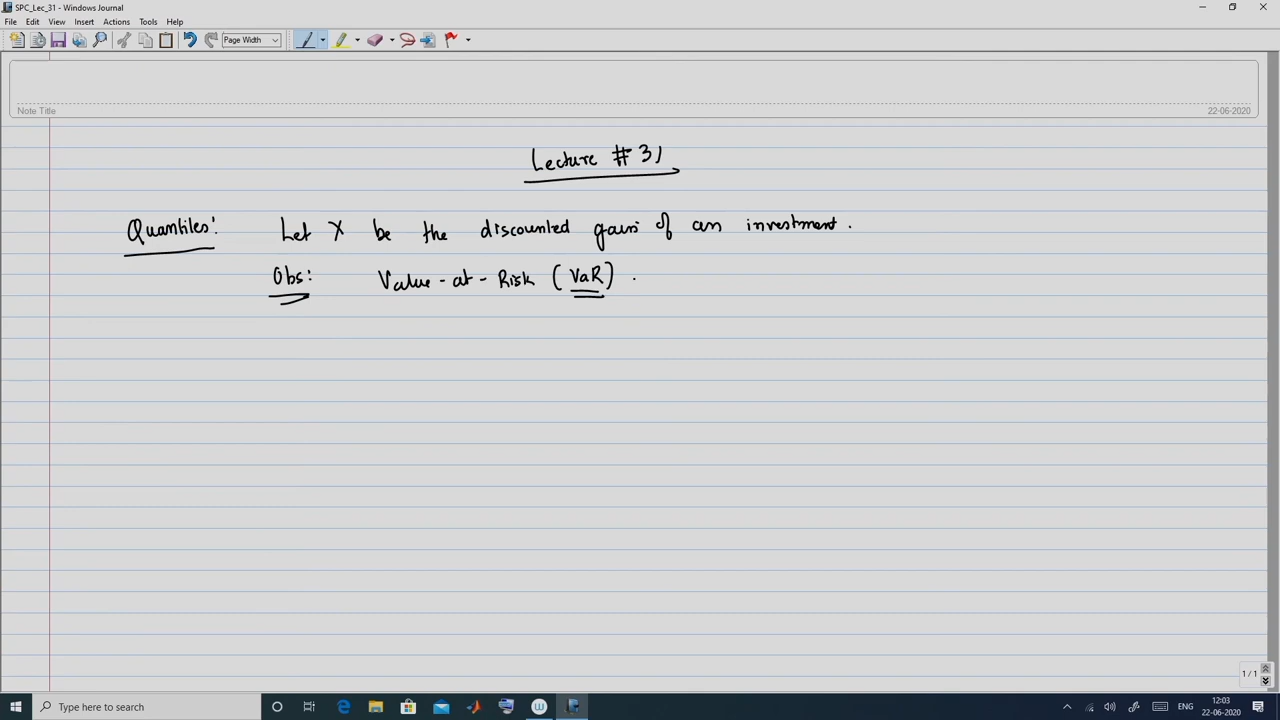 SPC_Lec_31 - Windows Journal
File Edit View Insert Actions Tools Help
Page Width
Note Title
22-06-2020
Lecture # 31
Quantiles: Let X be the discounted gain of an investment.
Obs: Value-at-Risk (VaR).
1/1
Type here to search
ENG
12:03
22-06-2020